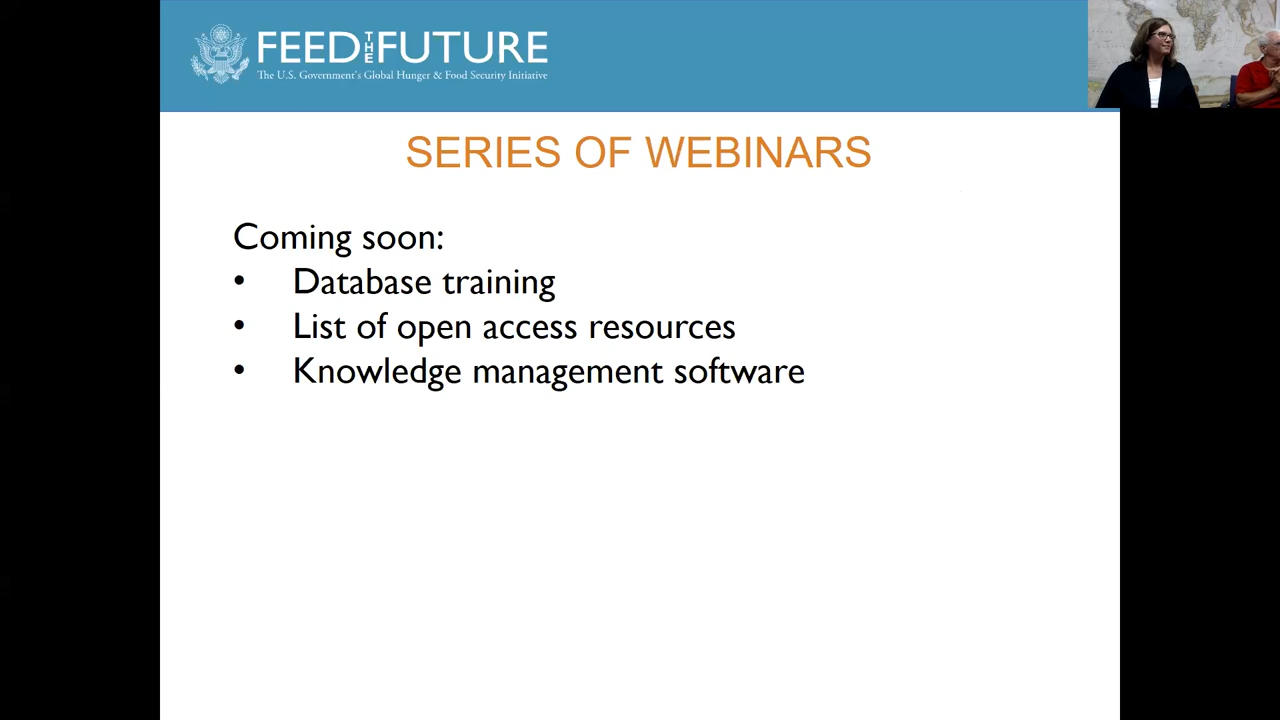 FEED THE FUTURE
The U.S. Government's Global Hunger & Food Security Initiative
SERIES OF WEBINARS
Coming soon:
• Database training
• List of open access resources
• Knowledge management software